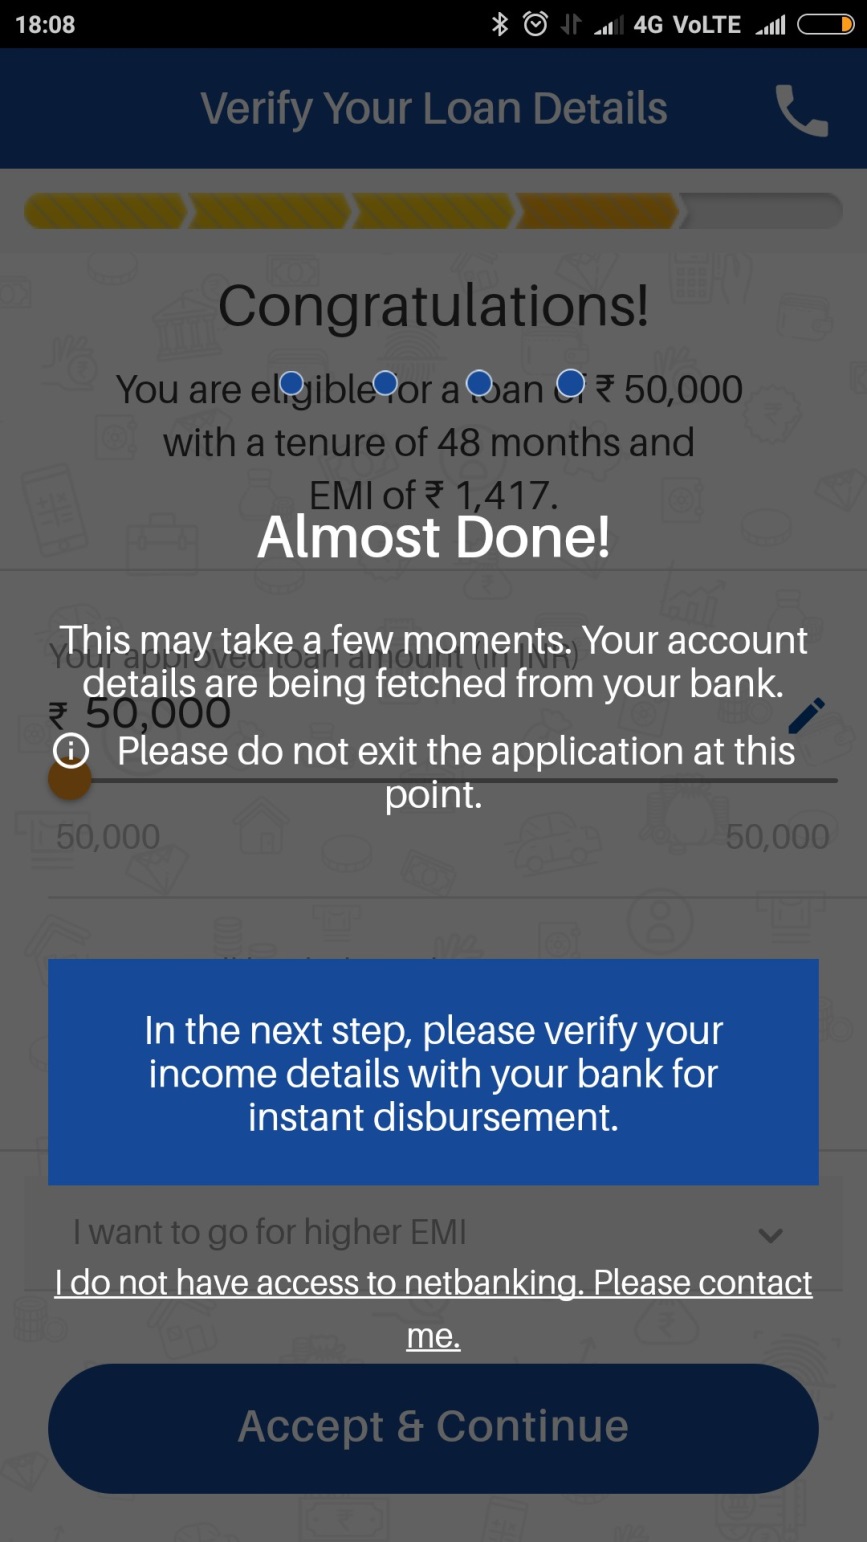 18:08
4G VoLTE
Verify Your Loan Details
Congratulations!
You are eligible for a loan of ₹ 50,000
with a tenure of 48 months and
EMI of ₹ 1,417.
Almost Done!
This may take a few moments. Your account
Your approved loan amount (in INR)
details are being fetched from your bank.
₹ 50,000
Please do not exit the application at this
point.
50,000
50,000
In the next step, please verify your
income details with your bank for
instant disbursement.
I want to go for higher EMI
I do not have access to netbanking. Please contact
me.
Accept & Continue